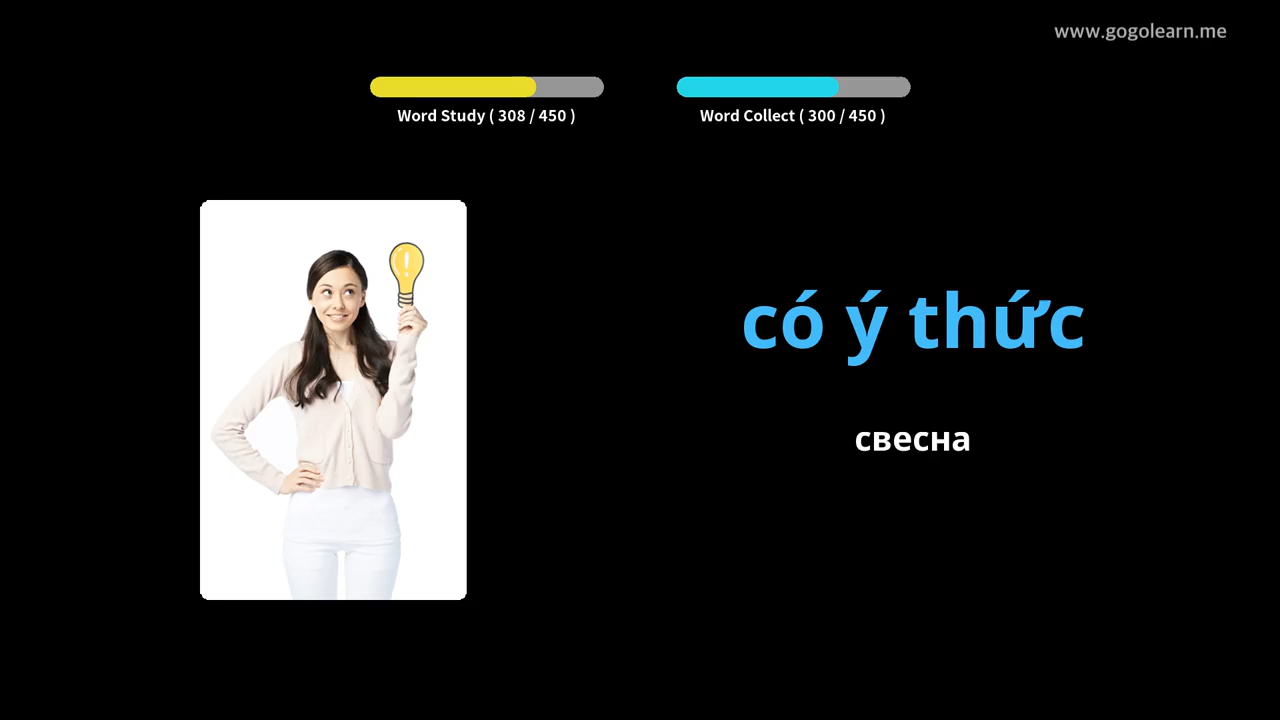 www.gogolearn.me
Word Study ( 308 / 450 )
Word Collect ( 300 / 450 )
có ý thức
свесна